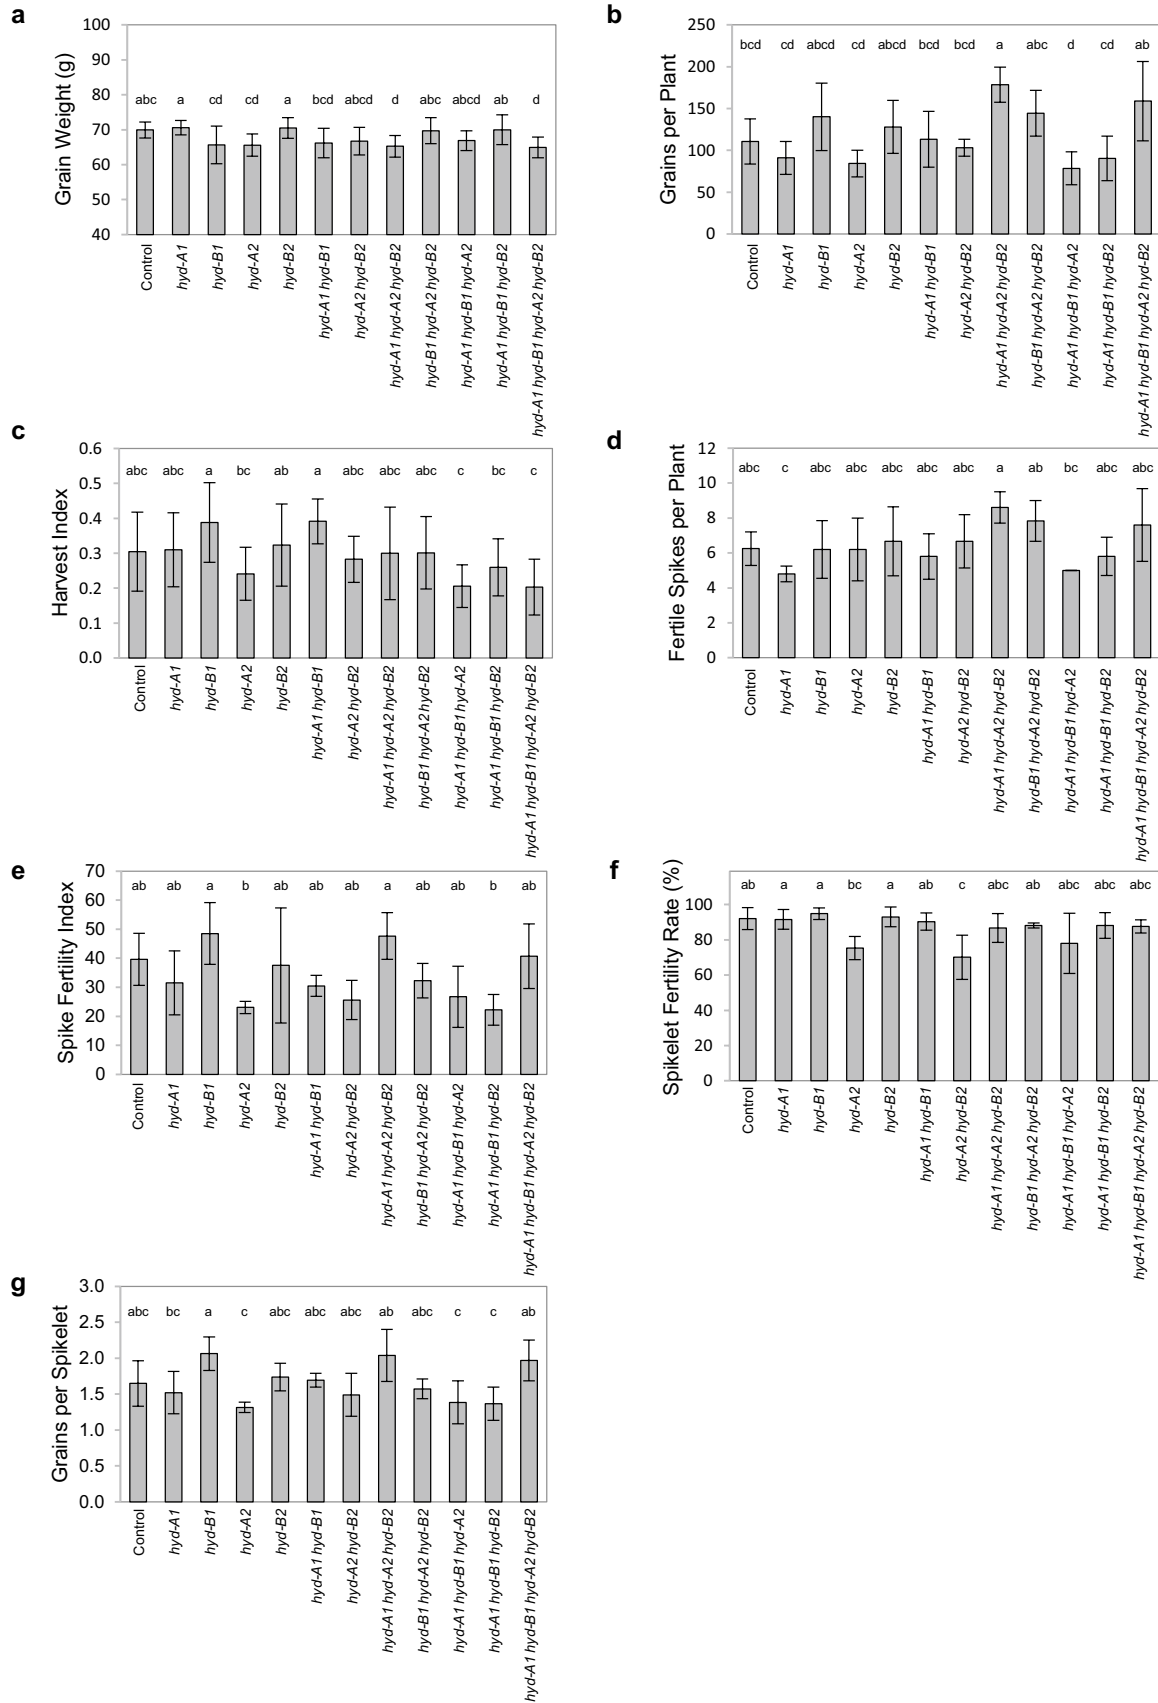 a
Grain Weight (g)
100
90
80
70
60
50
40
abc a cd cd a bcd abcd d abc abcd ab d
Control
hyd-A1
hyd-B1
hyd-A2
hyd-B2
hyd-A1 hyd-B1
hyd-A2 hyd-B2
hyd-A1 hyd-A2 hyd-B2
hyd-B1 hyd-A2 hyd-B2
hyd-A1 hyd-B1 hyd-A2
hyd-A1 hyd-B1 hyd-B2
hyd-A1 hyd-B1 hyd-A2 hyd-B2
b
Grains per Plant
250
200
150
100
50
0
bcd cd abcd cd abcd bcd bcd a abc d cd ab
Control
hyd-A1
hyd-B1
hyd-A2
hyd-B2
hyd-A1 hyd-B1
hyd-A2 hyd-B2
hyd-A1 hyd-A2 hyd-B2
hyd-B1 hyd-A2 hyd-B2
hyd-A1 hyd-B1 hyd-A2
hyd-A1 hyd-B1 hyd-B2
hyd-A1 hyd-B1 hyd-A2 hyd-B2
c
Harvest Index
0.6
0.5
0.4
0.3
0.2
0.1
0.0
abc abc a bc ab a abc abc abc c bc c
Control
hyd-A1
hyd-B1
hyd-A2
hyd-B2
hyd-A1 hyd-B1
hyd-A2 hyd-B2
hyd-A1 hyd-A2 hyd-B2
hyd-B1 hyd-A2 hyd-B2
hyd-A1 hyd-B1 hyd-A2
hyd-A1 hyd-B1 hyd-B2
hyd-A1 hyd-B1 hyd-A2 hyd-B2
d
Fertile Spikes per Plant
12
10
8
6
4
2
0
abc c abc abc abc abc abc a ab bc abc abc
Control
hyd-A1
hyd-B1
hyd-A2
hyd-B2
hyd-A1 hyd-B1
hyd-A2 hyd-B2
hyd-A1 hyd-A2 hyd-B2
hyd-B1 hyd-A2 hyd-B2
hyd-A1 hyd-B1 hyd-A2
hyd-A1 hyd-B1 hyd-B2
hyd-A1 hyd-B1 hyd-A2 hyd-B2
e
Spike Fertility Index
70
60
50
40
30
20
10
0
ab ab a b ab ab ab a ab ab b ab
Control
hyd-A1
hyd-B1
hyd-A2
hyd-B2
hyd-A1 hyd-B1
hyd-A2 hyd-B2
hyd-A1 hyd-A2 hyd-B2
hyd-B1 hyd-A2 hyd-B2
hyd-A1 hyd-B1 hyd-A2
hyd-A1 hyd-B1 hyd-B2
hyd-A1 hyd-B1 hyd-A2 hyd-B2
f
Spikelet Fertility Rate (%)
100
80
60
40
20
0
ab a a bc a ab c abc ab abc abc abc
Control
hyd-A1
hyd-B1
hyd-A2
hyd-B2
hyd-A1 hyd-B1
hyd-A2 hyd-B2
hyd-A1 hyd-A2 hyd-B2
hyd-B1 hyd-A2 hyd-B2
hyd-A1 hyd-B1 hyd-A2
hyd-A1 hyd-B1 hyd-B2
hyd-A1 hyd-B1 hyd-A2 hyd-B2
g
Grains per Spikelet
3.0
2.5
2.0
1.5
1.0
0.5
0.0
abc bc a c abc abc abc ab abc c c ab
Control
hyd-A1
hyd-B1
hyd-A2
hyd-B2
hyd-A1 hyd-B1
hyd-A2 hyd-B2
hyd-A1 hyd-A2 hyd-B2
hyd-B1 hyd-A2 hyd-B2
hyd-A1 hyd-B1 hyd-A2
hyd-A1 hyd-B1 hyd-B2
hyd-A1 hyd-B1 hyd-A2 hyd-B2